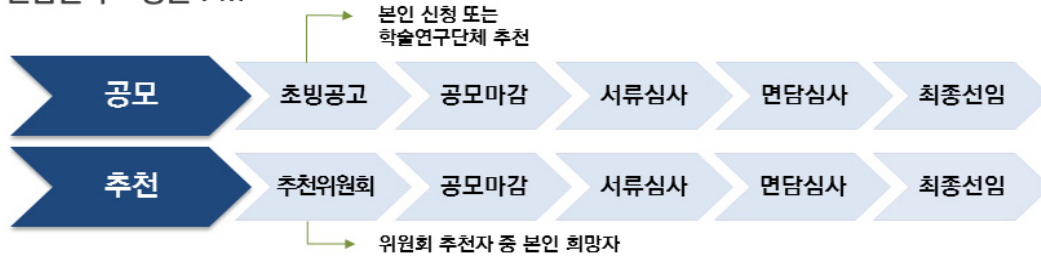 본인 신청 또는
학술연구단체 추천
공모 초빙공고 공모마감 서류심사 면담심사 최종선임
추천 추천위원회 공모마감 서류심사 면담심사 최종선임
위원회 추천자 중 본인 희망자